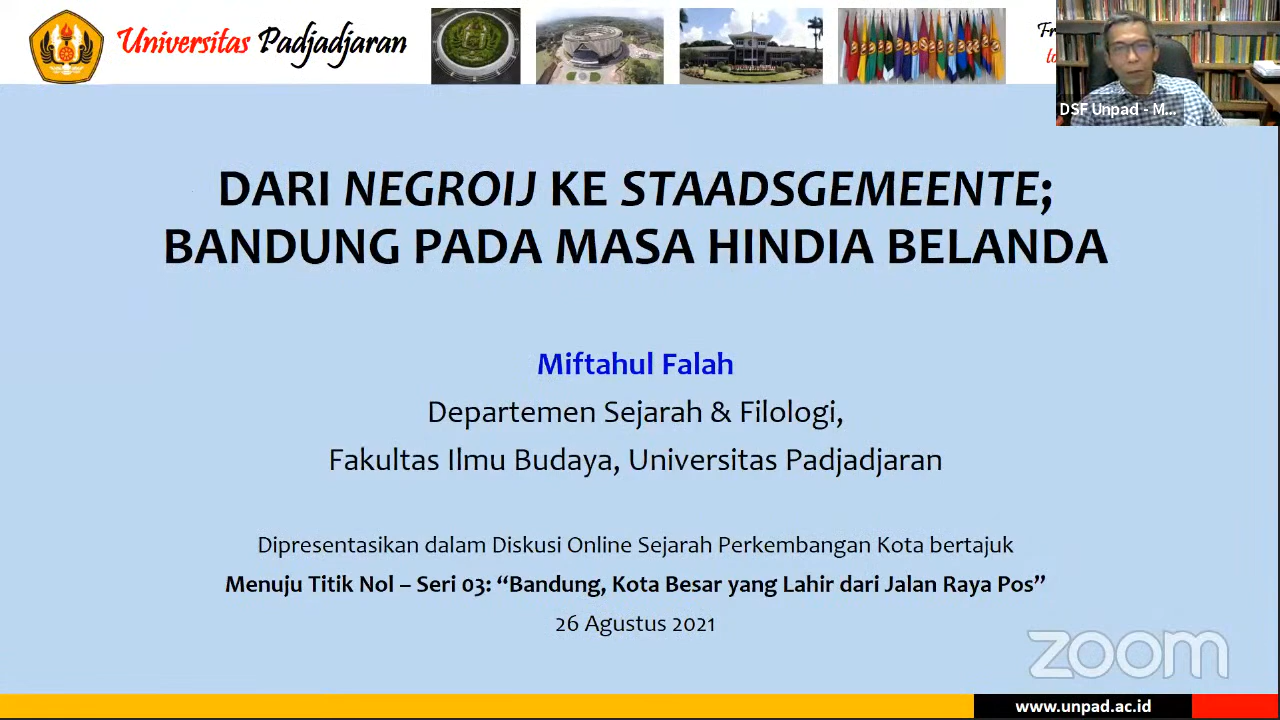 Universitas Padjadjaran
Fr
lo
DSF Unpad - M...
DARI NEGROIJ KE STAADSGEMEENTE;
BANDUNG PADA MASA HINDIA BELANDA
Miftahul Falah
Departemen Sejarah & Filologi,
Fakultas Ilmu Budaya, Universitas Padjadjaran
Dipresentasikan dalam Diskusi Online Sejarah Perkembangan Kota bertajuk
Menuju Titik Nol – Seri 03: “Bandung, Kota Besar yang Lahir dari Jalan Raya Pos”
26 Agustus 2021
zoom
www.unpad.ac.id